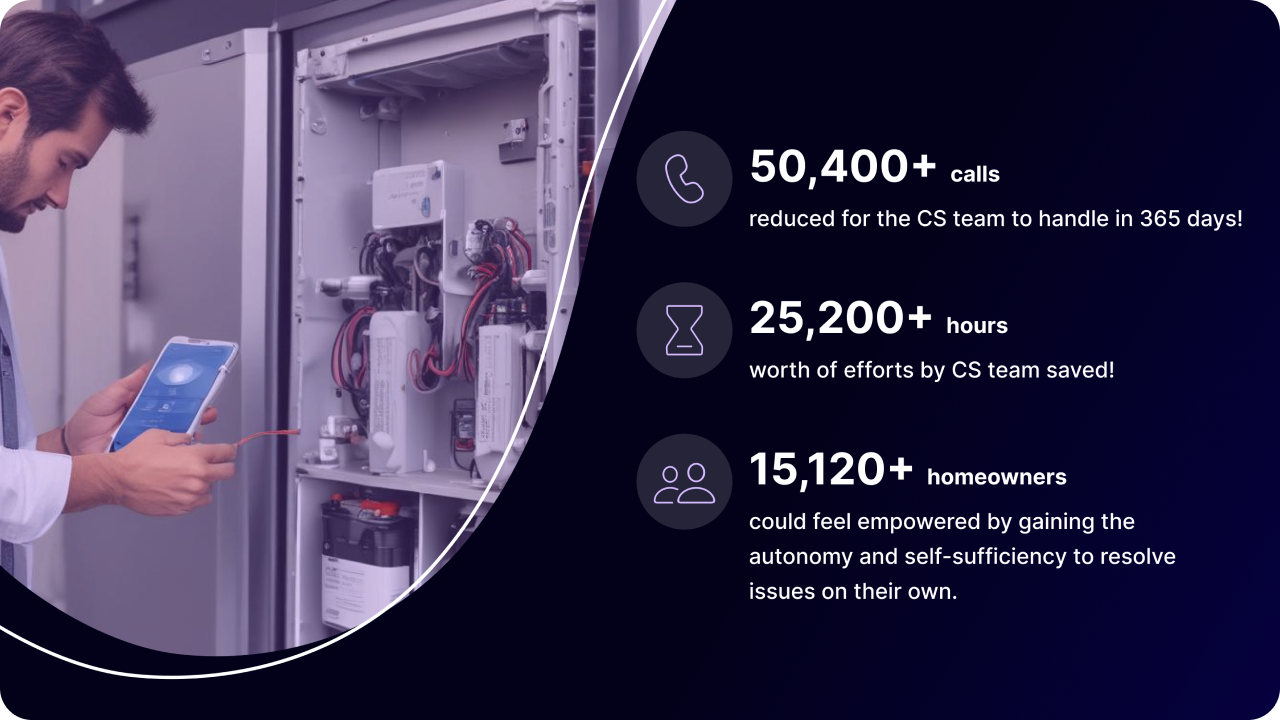 50,400+ calls
reduced for the CS team to handle in 365 days!
25,200+ hours
worth of efforts by CS team saved!
15,120+ homeowners
could feel empowered by gaining the
autonomy and self-sufficiency to resolve
issues on their own.